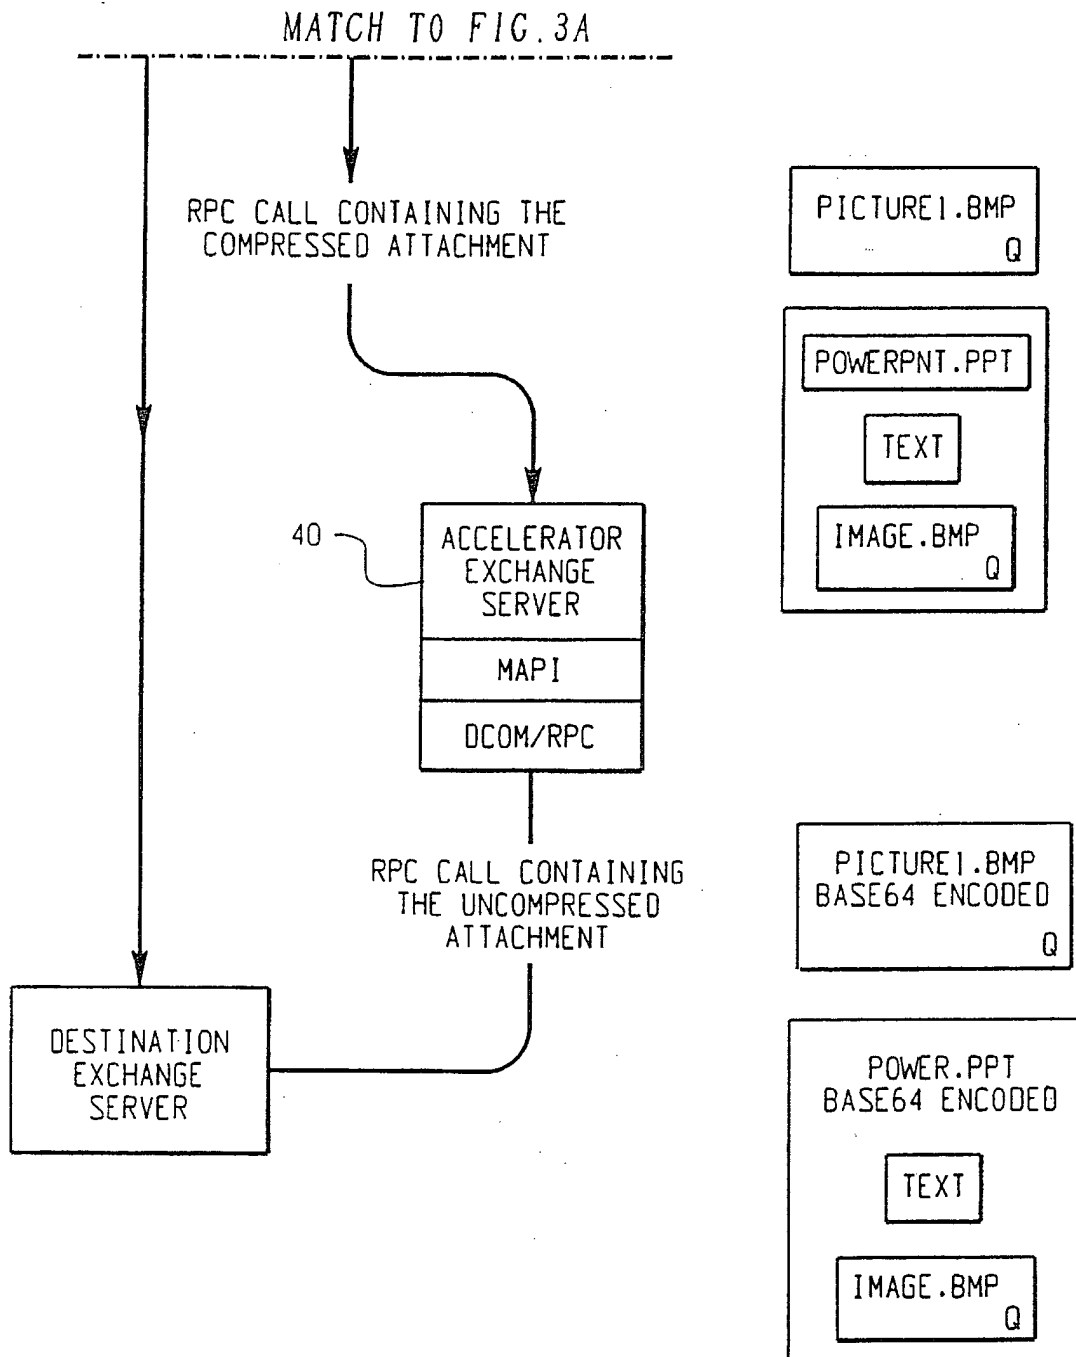 MATCH TO FIG.3A
RPC CALL CONTAINING THE
COMPRESSED ATTACHMENT
PICTURE1.BMP
Q
POWERPNT.PPT
TEXT
IMAGE.BMP
Q
40
ACCELERATOR
EXCHANGE
SERVER
MAPI
DCOM/RPC
RPC CALL CONTAINING
THE UNCOMPRESSED
ATTACHMENT
PICTURE1.BMP
BASE64 ENCODED
Q
DESTINATION
EXCHANGE
SERVER
POWER.PPT
BASE64 ENCODED
TEXT
IMAGE.BMP
Q